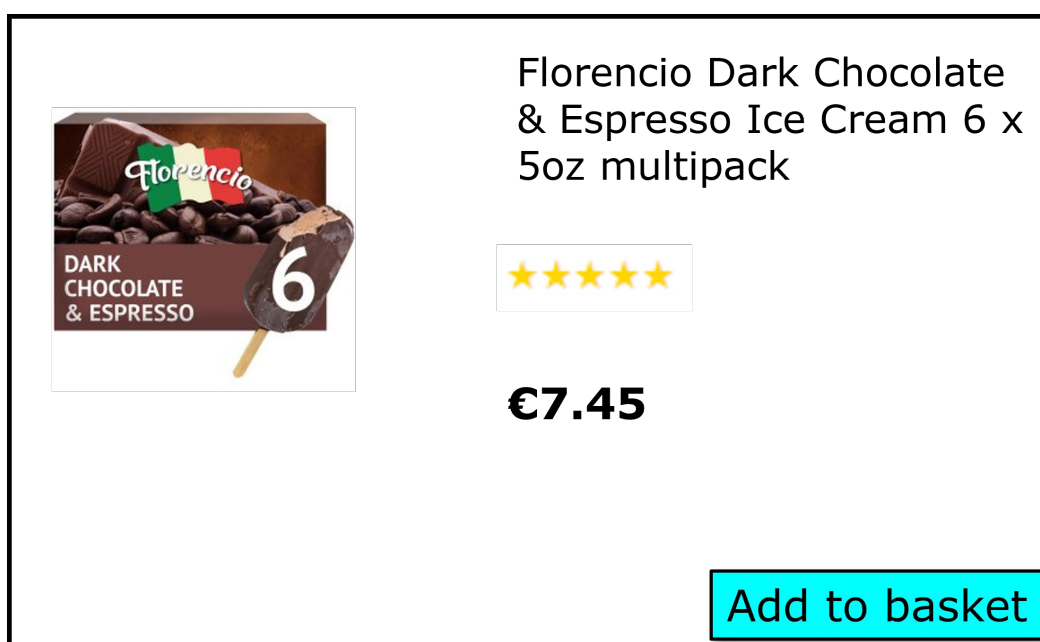 Florencio Dark Chocolate
& Espresso Ice Cream 6 x
5oz multipack
Florencio
DARK
CHOCOLATE
& ESPRESSO
6
€7.45
Add to basket